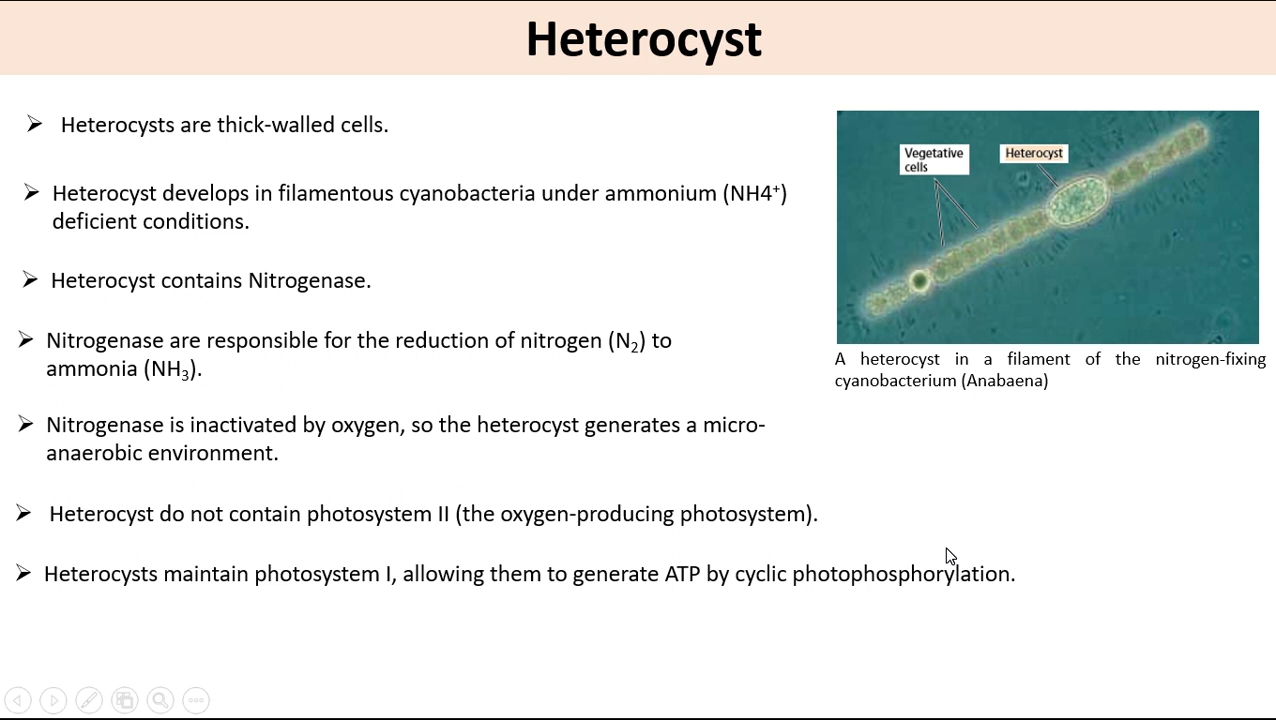 Heterocyst
➢ Heterocysts are thick-walled cells.
➢ Heterocyst develops in filamentous cyanobacteria under ammonium (NH4⁺)
deficient conditions.
➢ Heterocyst contains Nitrogenase.
➢ Nitrogenase are responsible for the reduction of nitrogen (N₂) to
ammonia (NH₃).
➢ Nitrogenase is inactivated by oxygen, so the heterocyst generates a micro-
anaerobic environment.
➢ Heterocyst do not contain photosystem II (the oxygen-producing photosystem).
➢ Heterocysts maintain photosystem I, allowing them to generate ATP by cyclic photophosphorylation.
Vegetative
cells
Heterocyst
A heterocyst in a filament of the nitrogen-fixing
cyanobacterium (Anabaena)